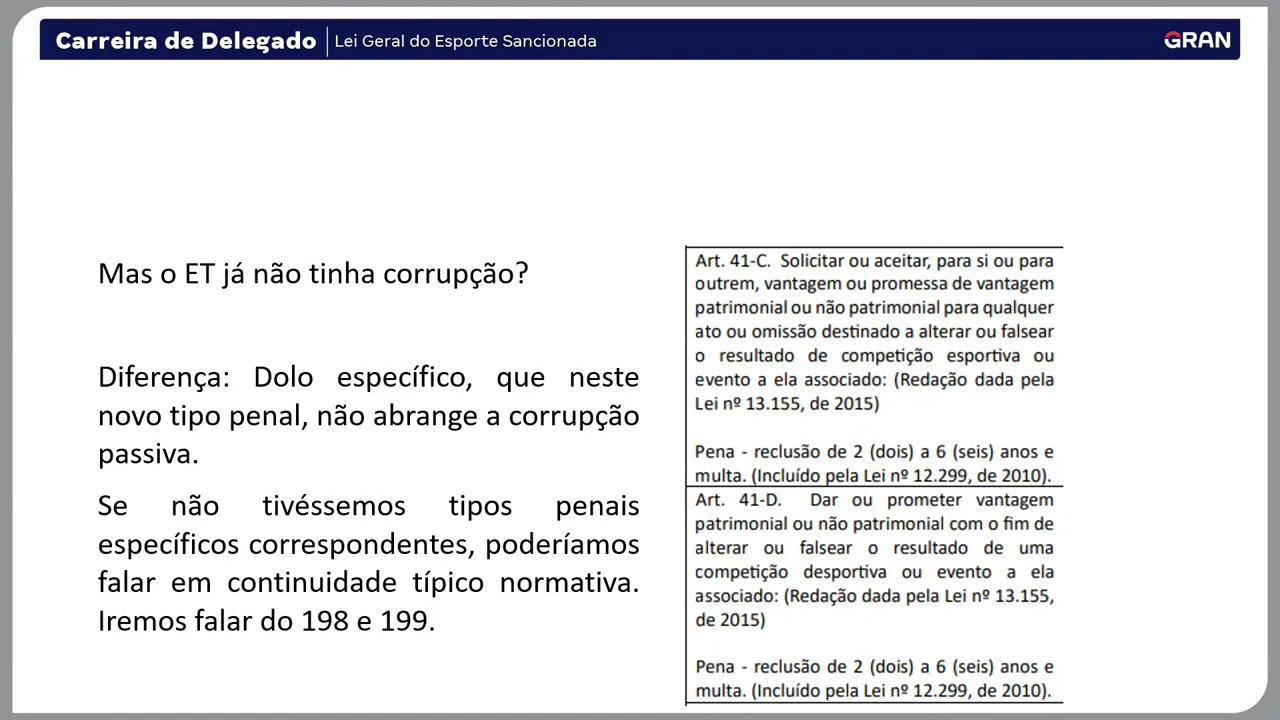 Carreira de Delegado | Lei Geral do Esporte Sancionada
GRAN
Mas o ET já não tinha corrupção?
Diferença: Dolo específico, que neste
novo tipo penal, não abrange a corrupção
passiva.
Se não tivéssemos tipos penais
específicos correspondentes, poderíamos
falar em continuidade típico normativa.
Iremos falar do 198 e 199.
Art. 41-C. Solicitar ou aceitar, para si ou para
outrem, vantagem ou promessa de vantagem
patrimonial ou não patrimonial para qualquer
ato ou omissão destinado a alterar ou falsear
o resultado de competição esportiva ou
evento a ela associado: (Redação dada pela
Lei nº 13.155, de 2015)
Pena - reclusão de 2 (dois) a 6 (seis) anos e
multa. (Incluído pela Lei nº 12.299, de 2010).
Art. 41-D. Dar ou prometer vantagem
patrimonial ou não patrimonial com o fim de
alterar ou falsear o resultado de uma
competição desportiva ou evento a ela
associado: (Redação dada pela Lei nº 13.155,
de 2015)
Pena - reclusão de 2 (dois) a 6 (seis) anos e
multa. (Incluído pela Lei nº 12.299, de 2010).